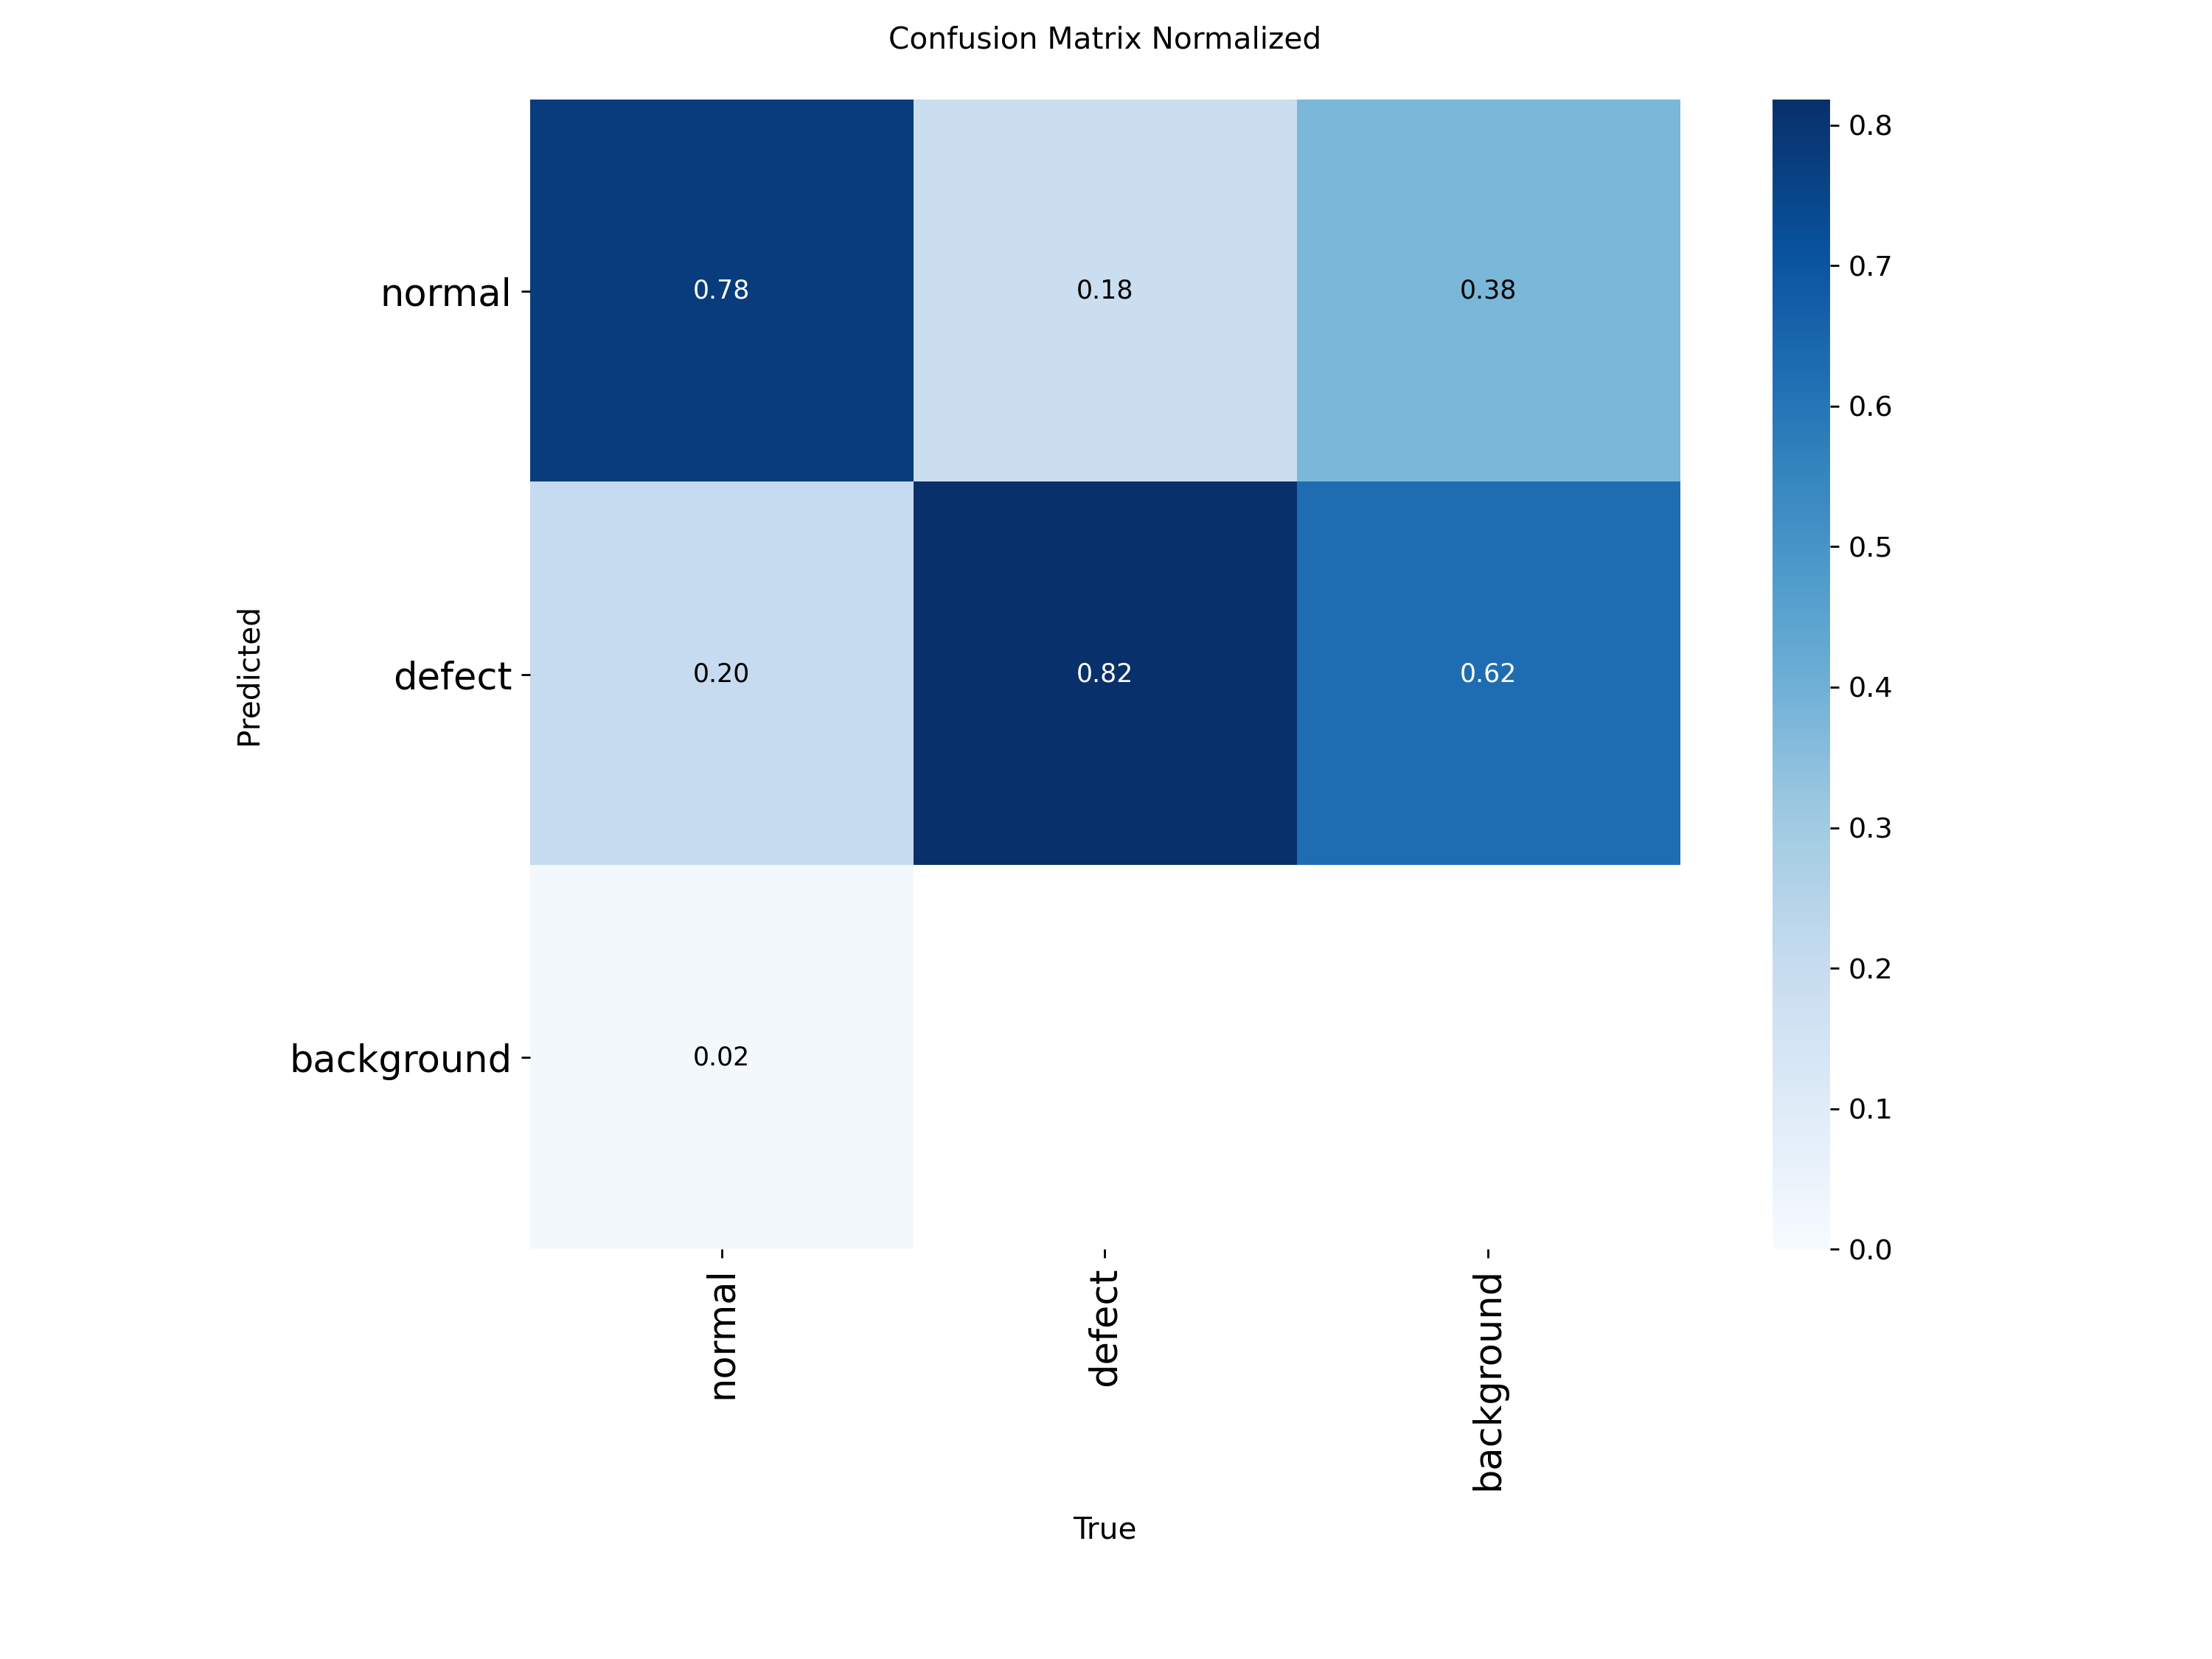 Confusion Matrix Normalized
Predicted
normal
defect
background
0.78
0.18
0.38
0.20
0.82
0.62
0.02
normal
defect
background
True
0.8
0.7
0.6
0.5
0.4
0.3
0.2
0.1
0.0